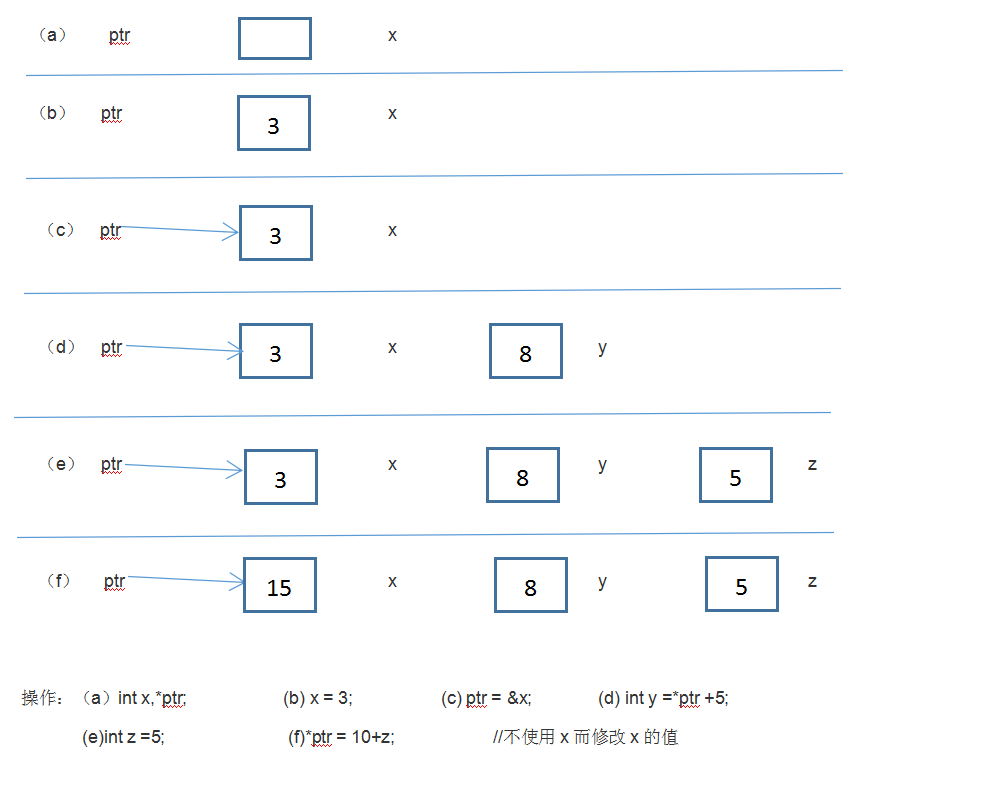 （a） ptr x
（b） ptr 3 x
（c） ptr 3 x
（d） ptr 3 x 8 y
（e） ptr 3 x 8 y 5 z
（f） ptr 15 x 8 y 5 z
操作：（a）int x,*ptr; (b) x = 3; (c) ptr = &x; (d) int y =*ptr +5;
(e)int z =5; (f)*ptr = 10+z; //不使用 x 而修改 x 的值